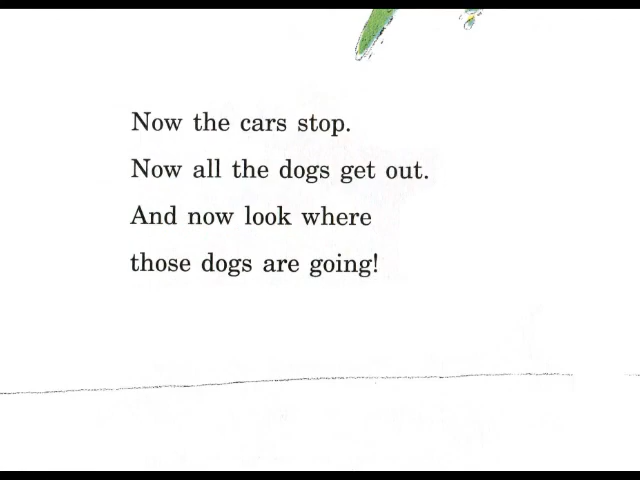 Now the cars stop.
Now all the dogs get out.
And now look where
those dogs are going!